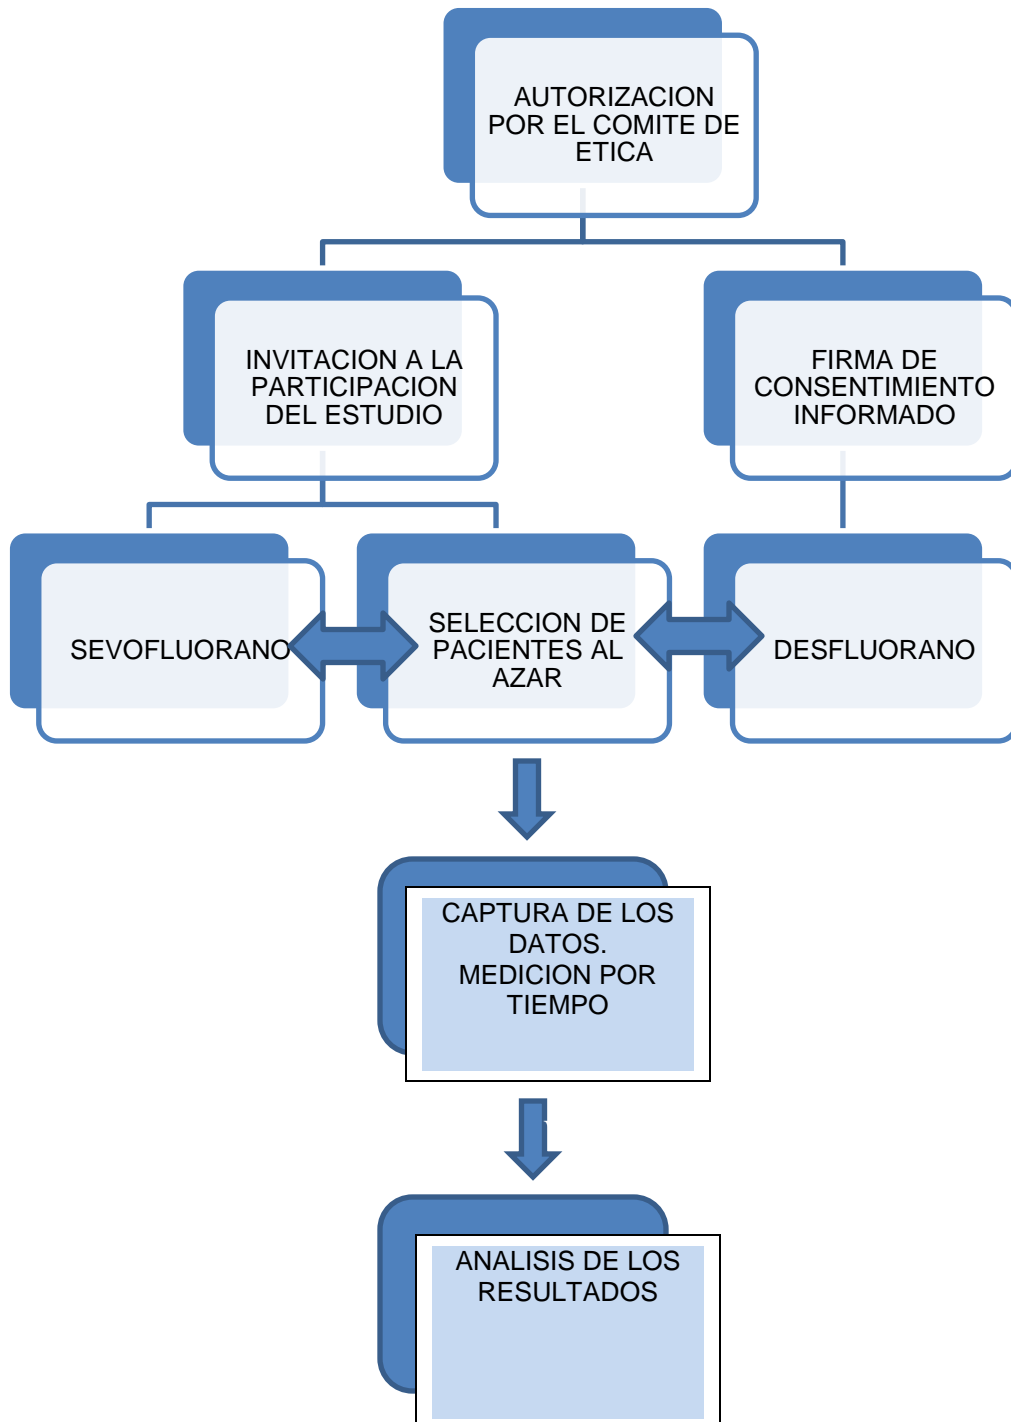 AUTORIZACION
POR EL COMITE DE
ETICA
INVITACION A LA
PARTICIPACION
DEL ESTUDIO
FIRMA DE
CONSENTIMIENTO
INFORMADO
SEVOFLUORANO
SELECCION DE
PACIENTES AL
AZAR
DESFLUORANO
CAPTURA DE LOS
DATOS.
MEDICION POR
TIEMPO
ANALISIS DE LOS
RESULTADOS